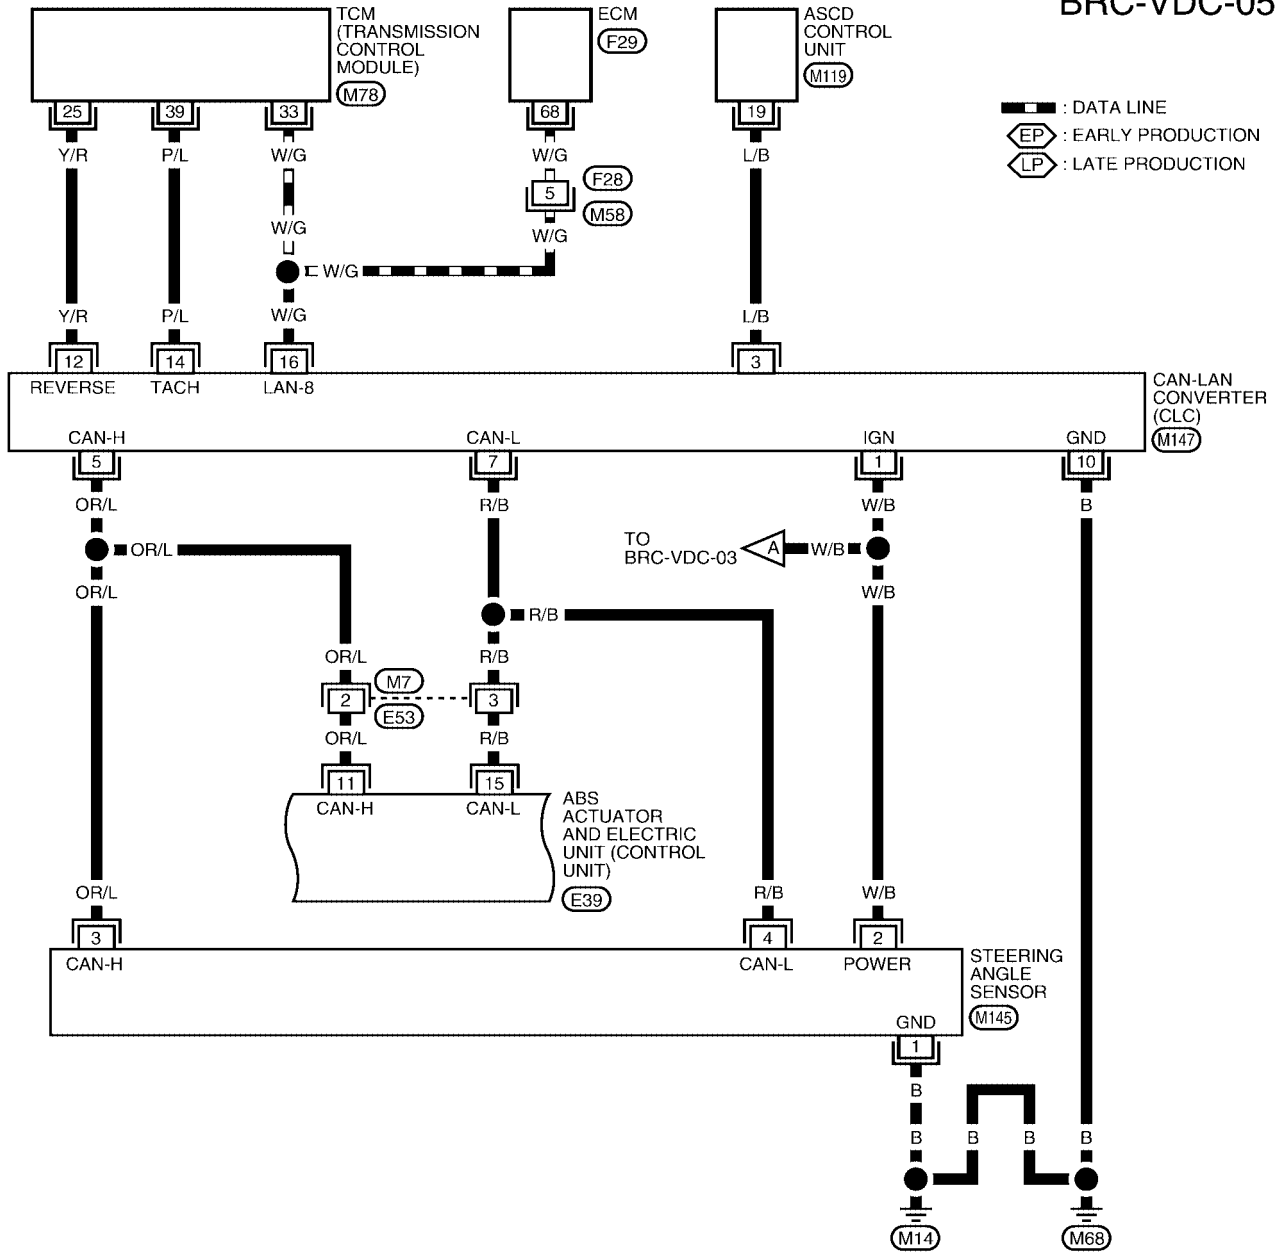 BRC-VDC-05
TCM
(TRANSMISSION
CONTROL
MODULE)
M78
ECM
F29
ASCD
CONTROL
UNIT
M119
: DATA LINE
EP : EARLY PRODUCTION
LP : LATE PRODUCTION
25 39 33 68 19
Y/R P/L W/G W/G L/B
5
F28
M58
W/G W/G
W/G
Y/R P/L W/G L/B
12 14 16 3
REVERSE TACH LAN-8
CAN-LAN
CONVERTER
(CLC)
M147
CAN-H CAN-L IGN GND
5 7 1 10
OR/L R/B W/B B
OR/L
TO
BRC-VDC-03
A
W/B
OR/L W/B
R/B
OR/L R/B
2 M7 3
E53
OR/L R/B
11 15
CAN-H CAN-L
ABS
ACTUATOR
AND ELECTRIC
UNIT (CONTROL
UNIT)
E39
OR/L R/B W/B
3 4 2
CAN-H CAN-L POWER
STEERING
ANGLE
SENSOR
M145
GND
1
B
B B B B
M14 M68